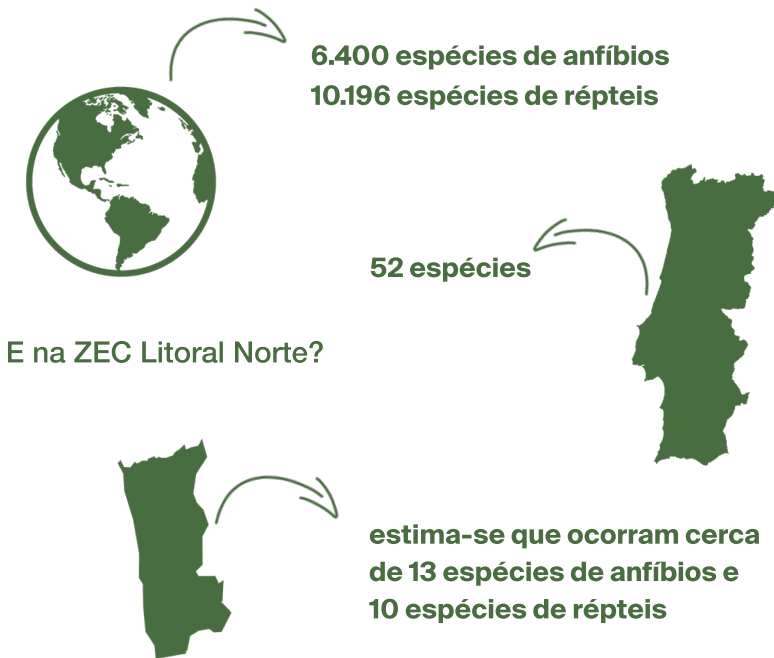 6.400 espécies de anfíbios
10.196 espécies de répteis
52 espécies
E na ZEC Litoral Norte?
estima-se que ocorram cerca
de 13 espécies de anfíbios e
10 espécies de répteis